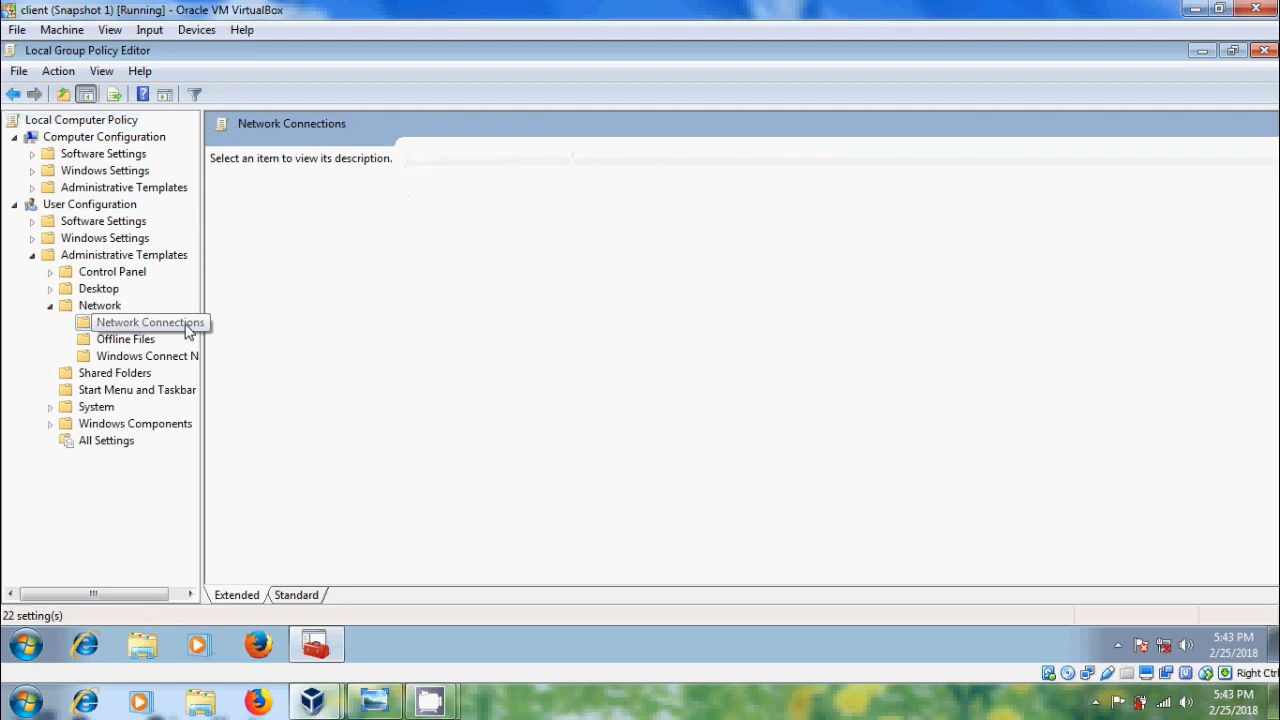 client (Snapshot 1) [Running] - Oracle VM VirtualBox
File Machine View Input Devices Help
Local Group Policy Editor
File Action View Help
Local Computer Policy
Computer Configuration
Software Settings
Windows Settings
Administrative Templates
User Configuration
Software Settings
Windows Settings
Administrative Templates
Control Panel
Desktop
Network
Network Connections
Offline Files
Windows Connect N
Shared Folders
Start Menu and Taskbar
System
Windows Components
All Settings
Network Connections
Select an item to view its description.
Extended Standard
22 setting(s)
5:43 PM
2/25/2018
Right Ctrl
5:43 PM
2/25/2018